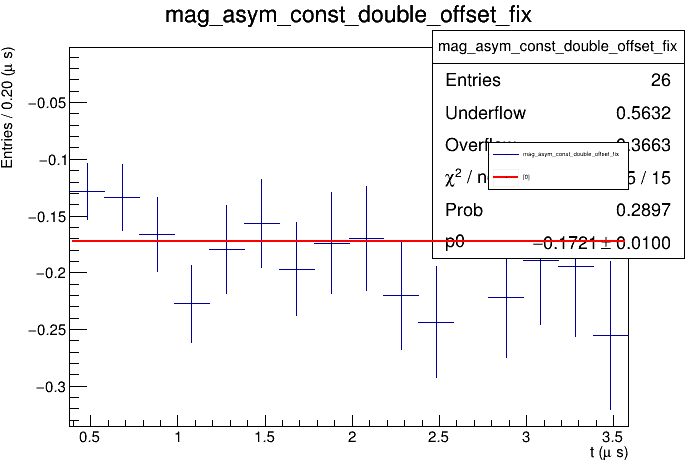 mag_asym_const_double_offset_fix
mag_asym_const_double_offset_fix
Entries 26
Underflow 0.5632
Overflow .3663
χ² / n 5 / 15
Prob 0.2897
p0 −0.1721 ± 0.0100
mag_asym_const_double_offset_fix
[0]
Entries / 0.20 (μ s)
−0.05
−0.1
−0.15
−0.2
−0.25
−0.3
0.5 1 1.5 2 2.5 3 3.5
t (μ s)